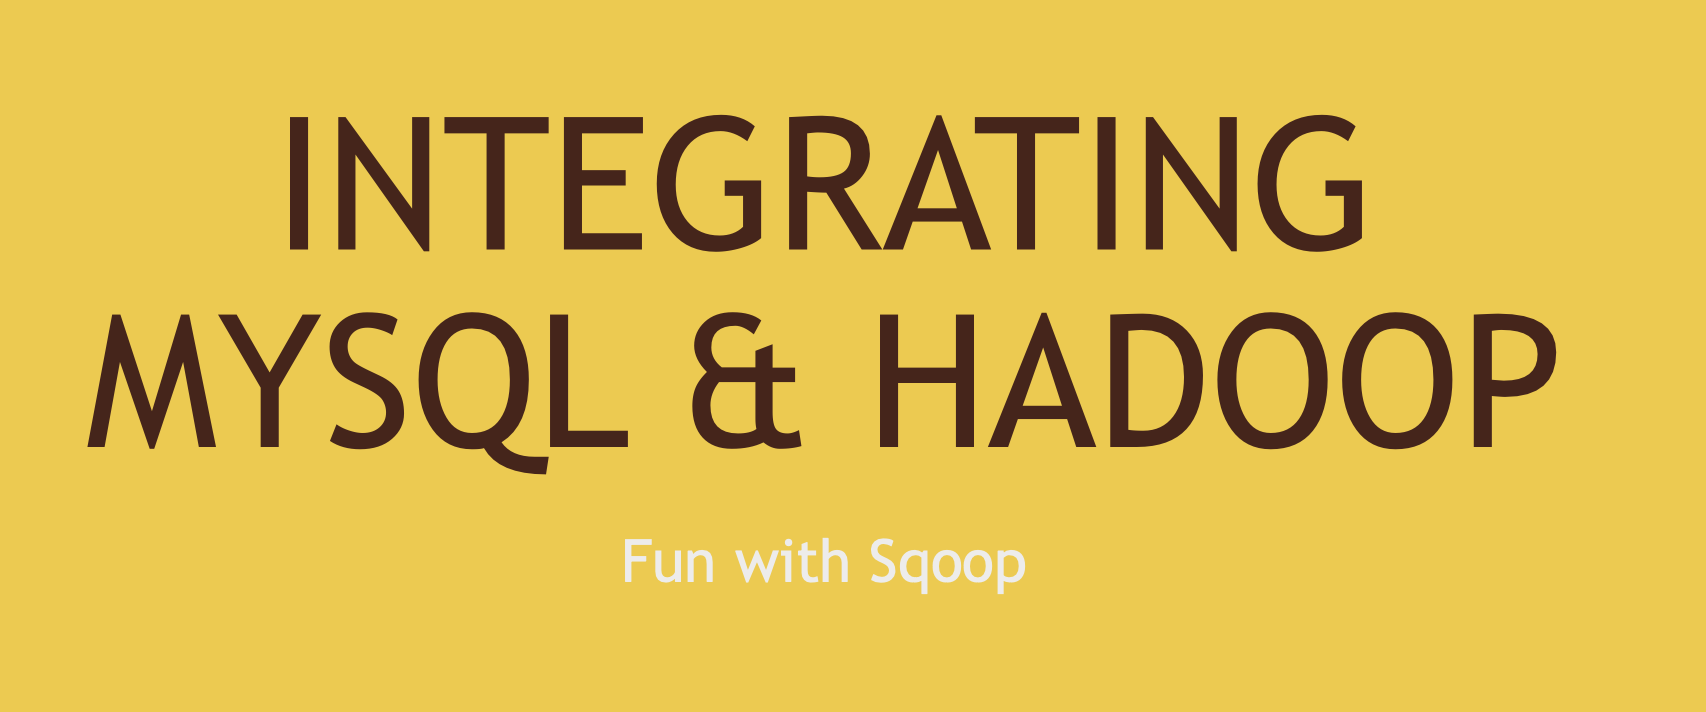 INTEGRATING
MYSQL & HADOOP
Fun with Sqoop